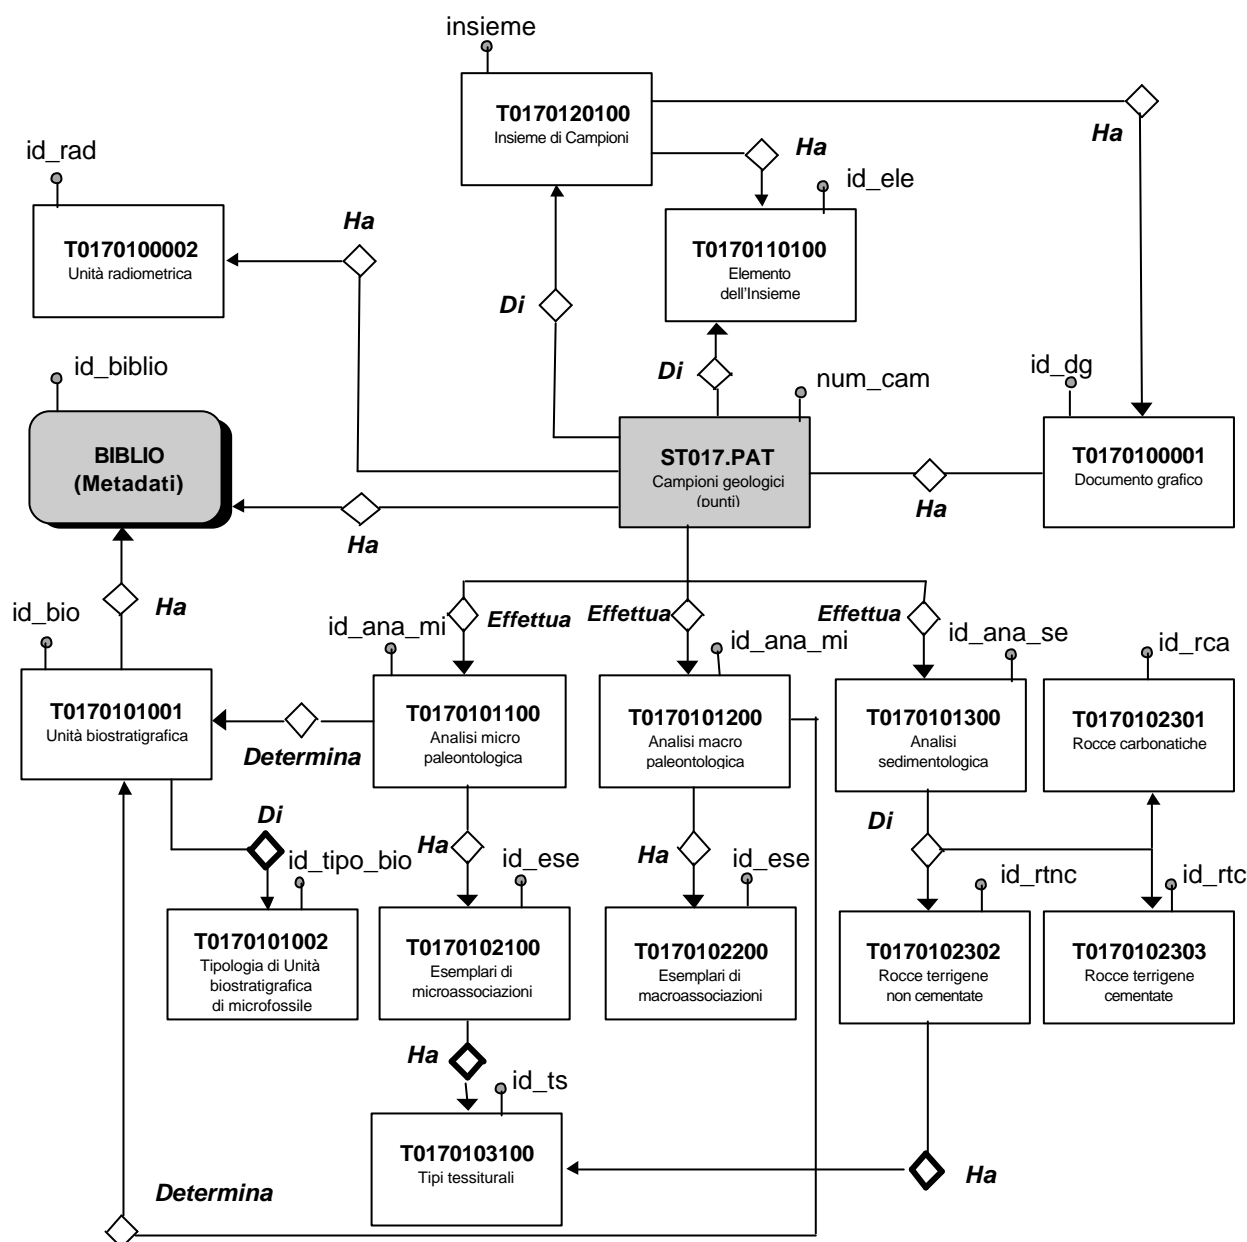 insieme
T0170120100
Insieme di Campioni
Ha
Ha
id_rad
T0170100002
Unità radiometrica
Ha
id_ele
T0170110100
Elemento
dell'Insieme
Di
Di
id_biblio
BIBLIO
(Metadati)
num_cam
ST017.PAT
Campioni geologici
(punti)
id_dg
T0170100001
Documento grafico
Ha
Ha
Ha
id_bio
T0170101001
Unità biostratigrafica
id_ana_mi
Effettua
T0170101100
Analisi micro
paleontologica
Determina
Effettua
id_ana_mi
T0170101200
Analisi macro
paleontologica
Effettua
id_ana_se
T0170101300
Analisi
sedimentologica
id_rca
T0170102301
Rocce carbonatiche
Di
id_tipo_bio
T0170101002
Tipologia di Unità
biostratigrafica
di microfossile
Ha
id_ese
T0170102100
Esemplari di
microassociazioni
Ha
id_ese
T0170102200
Esemplari di
macroassociazioni
Di
id_rtnc
T0170102302
Rocce terrigene
non cementate
id_rtc
T0170102303
Rocce terrigene
cementate
Ha
id_ts
T0170103100
Tipi tessiturali
Ha
Determina